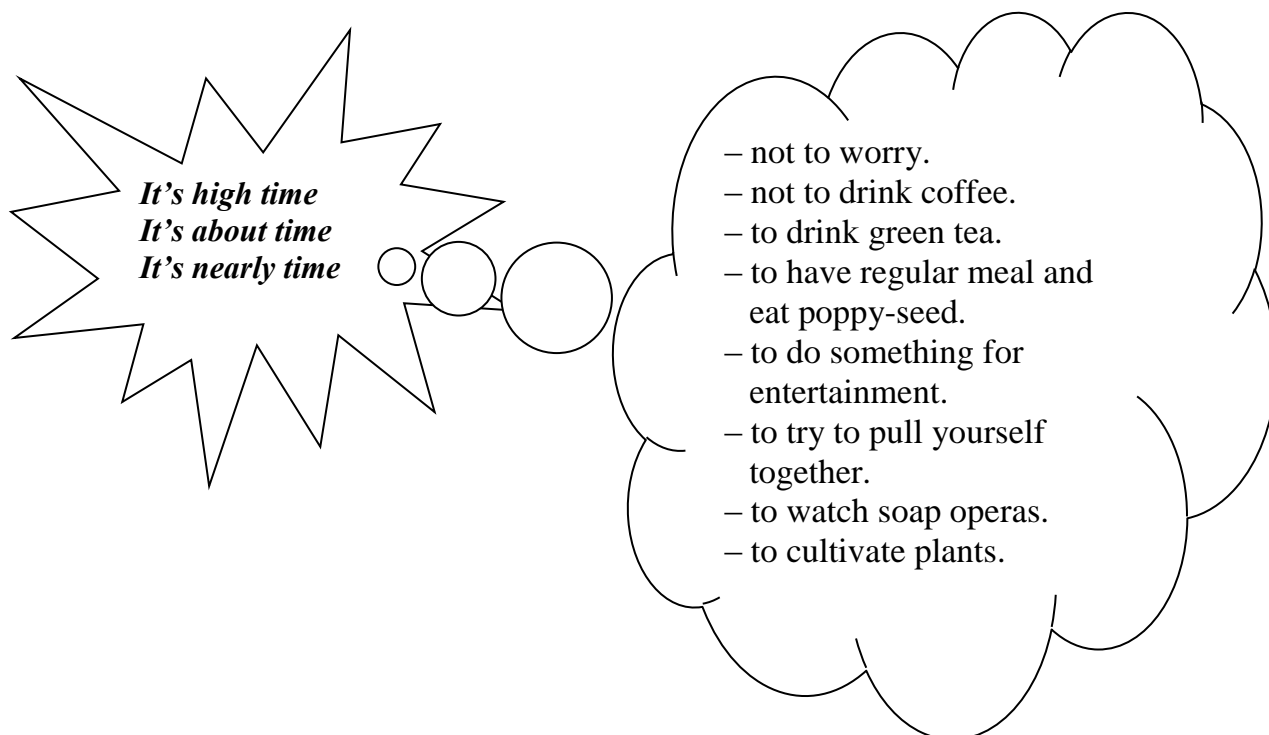 It’s high time
It’s about time
It’s nearly time
– not to worry.
– not to drink coffee.
– to drink green tea.
– to have regular meal and
eat poppy-seed.
– to do something for
entertainment.
– to try to pull yourself
together.
– to watch soap operas.
– to cultivate plants.